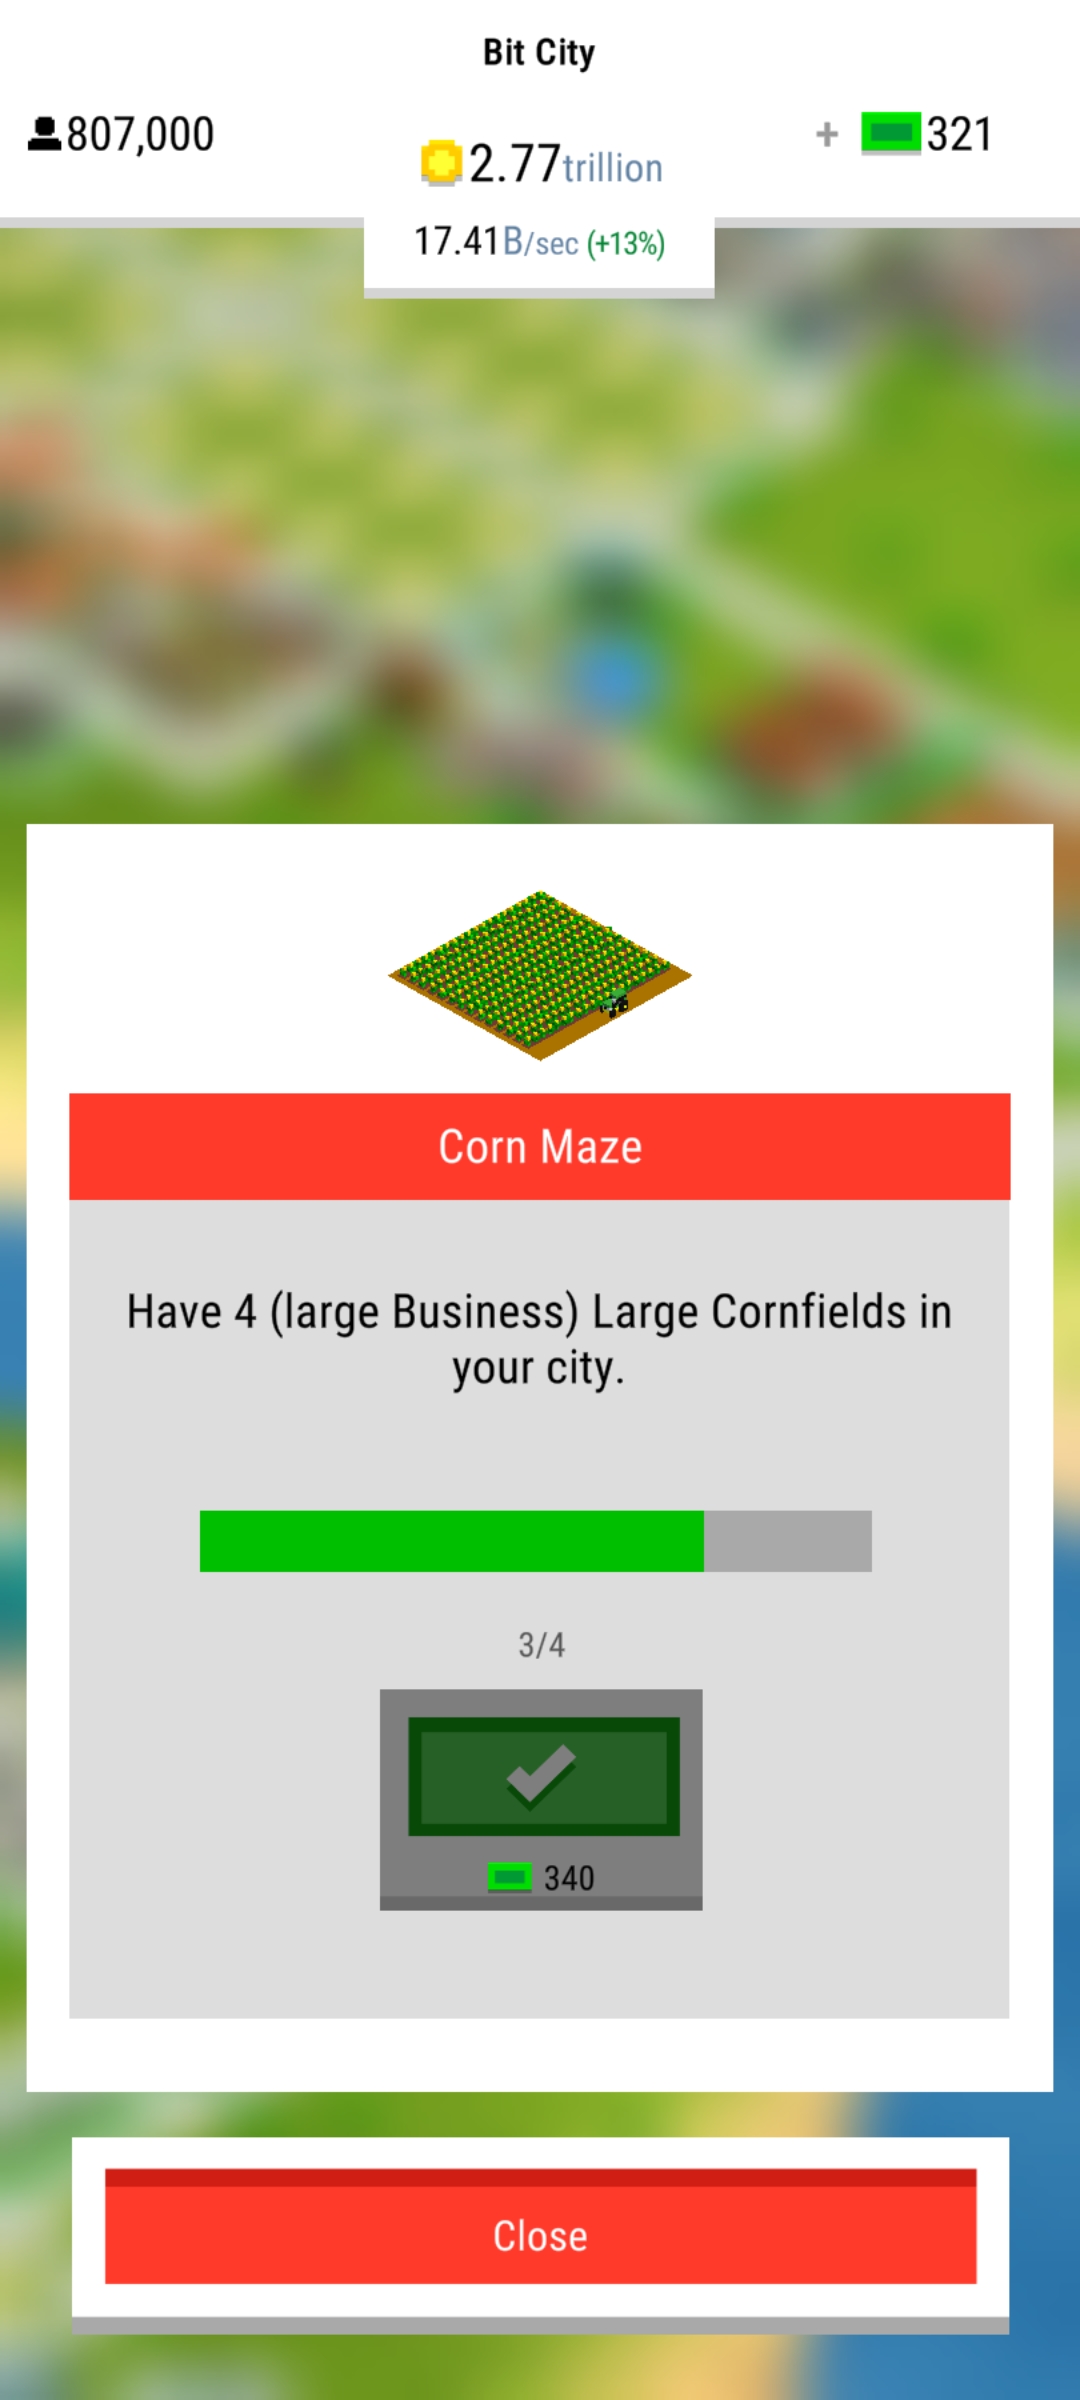 Bit City
807,000
2.77trillion
+ 321
17.41B/sec (+13%)
Corn Maze
Have 4 (large Business) Large Cornfields in
your city.
3/4
340
Close